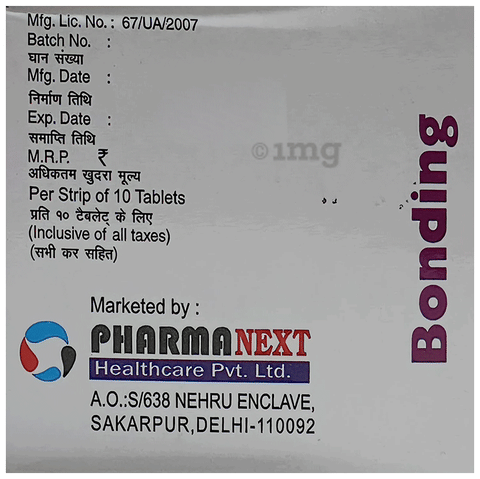 Mfg. Lic. No.: 67/UA/2007
Batch No. :
घान संख्या
Mfg. Date :
निर्माण तिथि
Exp. Date :
समाप्ति तिथि
M.R.P. ₹
अधिकतम खुदरा मूल्य
Per Strip of 10 Tablets
प्रति १० टैबलेट के लिए
(Inclusive of all taxes)
(सभी कर सहित)
©1mg
Bonding
Marketed by :
PHARMANEXT
Healthcare Pvt. Ltd.
A.O.:S/638 NEHRU ENCLAVE,
SAKARPUR,DELHI-110092